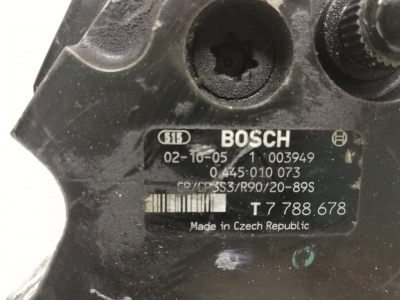 515 BOSCH
02-10-05 1 003949
0 445 010 073
CR/CP3S3/R90/20-89S
T 7 788 678
Made in Czech Republic